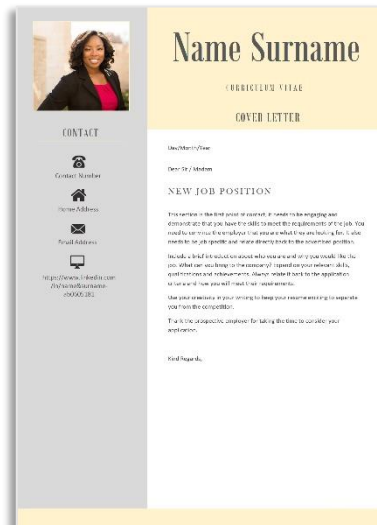 Name Surname
CURRICULUM VITAE
COVER LETTER
CONTACT
Contact Number
Home Address
Email Address
https://www.linkedin.com
/in/name&surname-
Day/Month/Year
Dear Sir / Madam
NEW JOB POSITION
This section is the first point of contact, it needs to be engaging and
demonstrate that you have the skills to meet the requirements of the job. You
need to convince the employer that you are what they are looking for. It also
needs to be job specific and relate directly back to the advertised position.
Include a brief introduction about who you are and why you would like the
job. What can you bring to the company? Expand on your relevant skills,
qualifications and achievements. Always relate it back to the application
criteria and how you will meet their requirements.
Use your creativity in your writing to keep your resume exciting to separate
you from the competition.
Thank the prospective employer for taking the time to consider your
application.
Kind Regards,